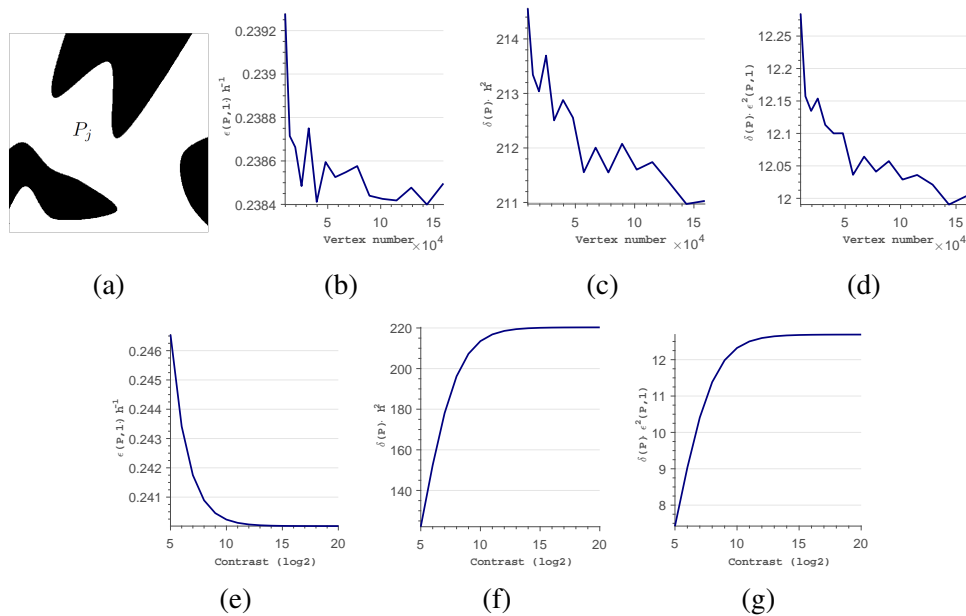 P_j
(a)
ϵ(P,1) h^-1
0.2392
0.239
0.2388
0.2386
0.2384
5 10 15
Vertex number ×10^4
(b)
δ(P) h^2
214
213
212
211
5 10 15
Vertex number ×10^4
(c)
δ(P) ϵ^2(P,1)
12.25
12.2
12.15
12.1
12.05
12
5 10 15
Vertex number ×10^4
(d)
ϵ(P,1) h^-1
0.246
0.245
0.244
0.243
0.242
0.241
5 10 15 20
Contrast (log2)
(e)
δ(P) h^2
220
200
180
160
140
5 10 15 20
Contrast (log2)
(f)
δ(P) ϵ^2(P,1)
12
11
10
9
8
5 10 15 20
Contrast (log2)
(g)